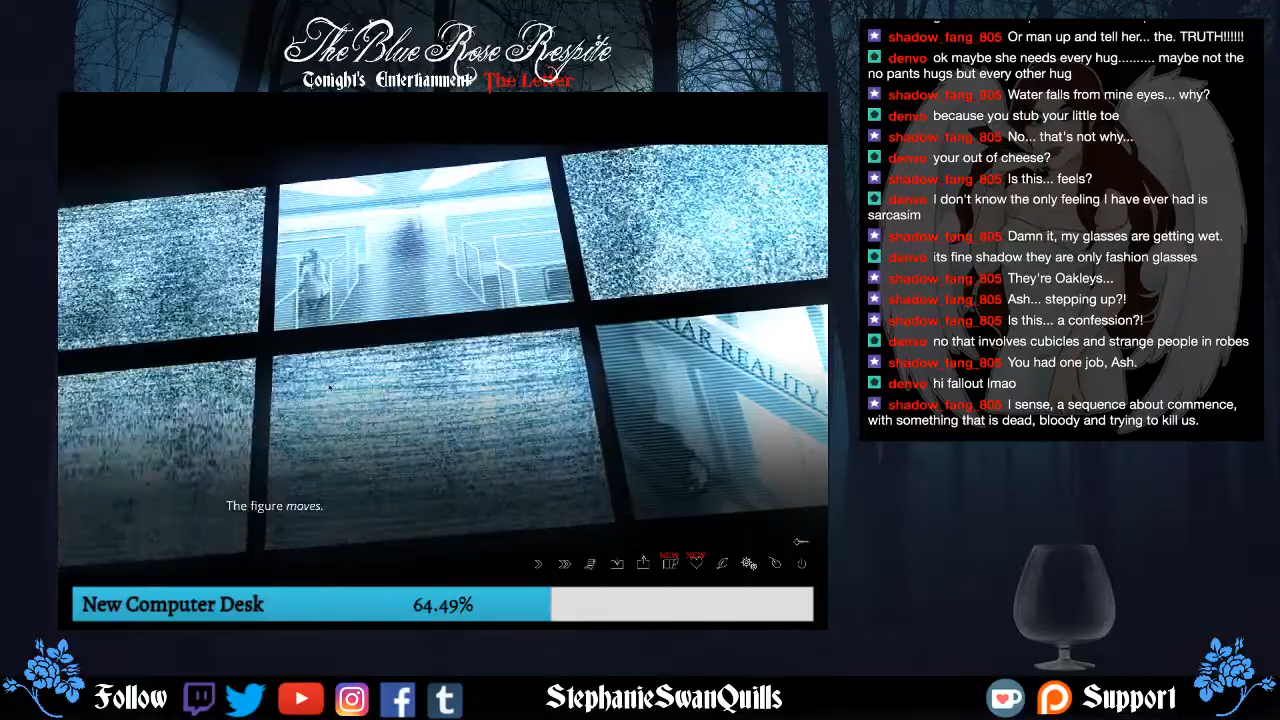 The Blue Rose Respite
Tonight's Entertainment: The Letter
shadow_fang_805 Or man up and tell her... the. TRUTH!!!!!!
denvo ok maybe she needs every hug.......... maybe not the
no pants hugs but every other hug
shadow_fang_805 Water falls from mine eyes... why?
denvo because you stub your little toe
shadow_fang_805 No... that's not why...
denvo your out of cheese?
shadow_fang_805 Is this... feels?
denvo I don't know the only feeling I have ever had is
sarcasim
shadow_fang_805 Damn it, my glasses are getting wet.
denvo its fine shadow they are only fashion glasses
shadow_fang_805 They're Oakleys...
shadow_fang_805 Ash... stepping up?!
shadow_fang_805 Is this... a confession?!
denvo no that involves cubicles and strange people in robes
shadow_fang_805 You had one job, Ash.
denvo hi fallout lmao
shadow_fang_805 I sense, a sequence about commence,
with something that is dead, bloody and trying to kill us.
REALITY
The figure moves.
NEW NEW
New Computer Desk 64.49%
Follow StephanieSwanQuills Support